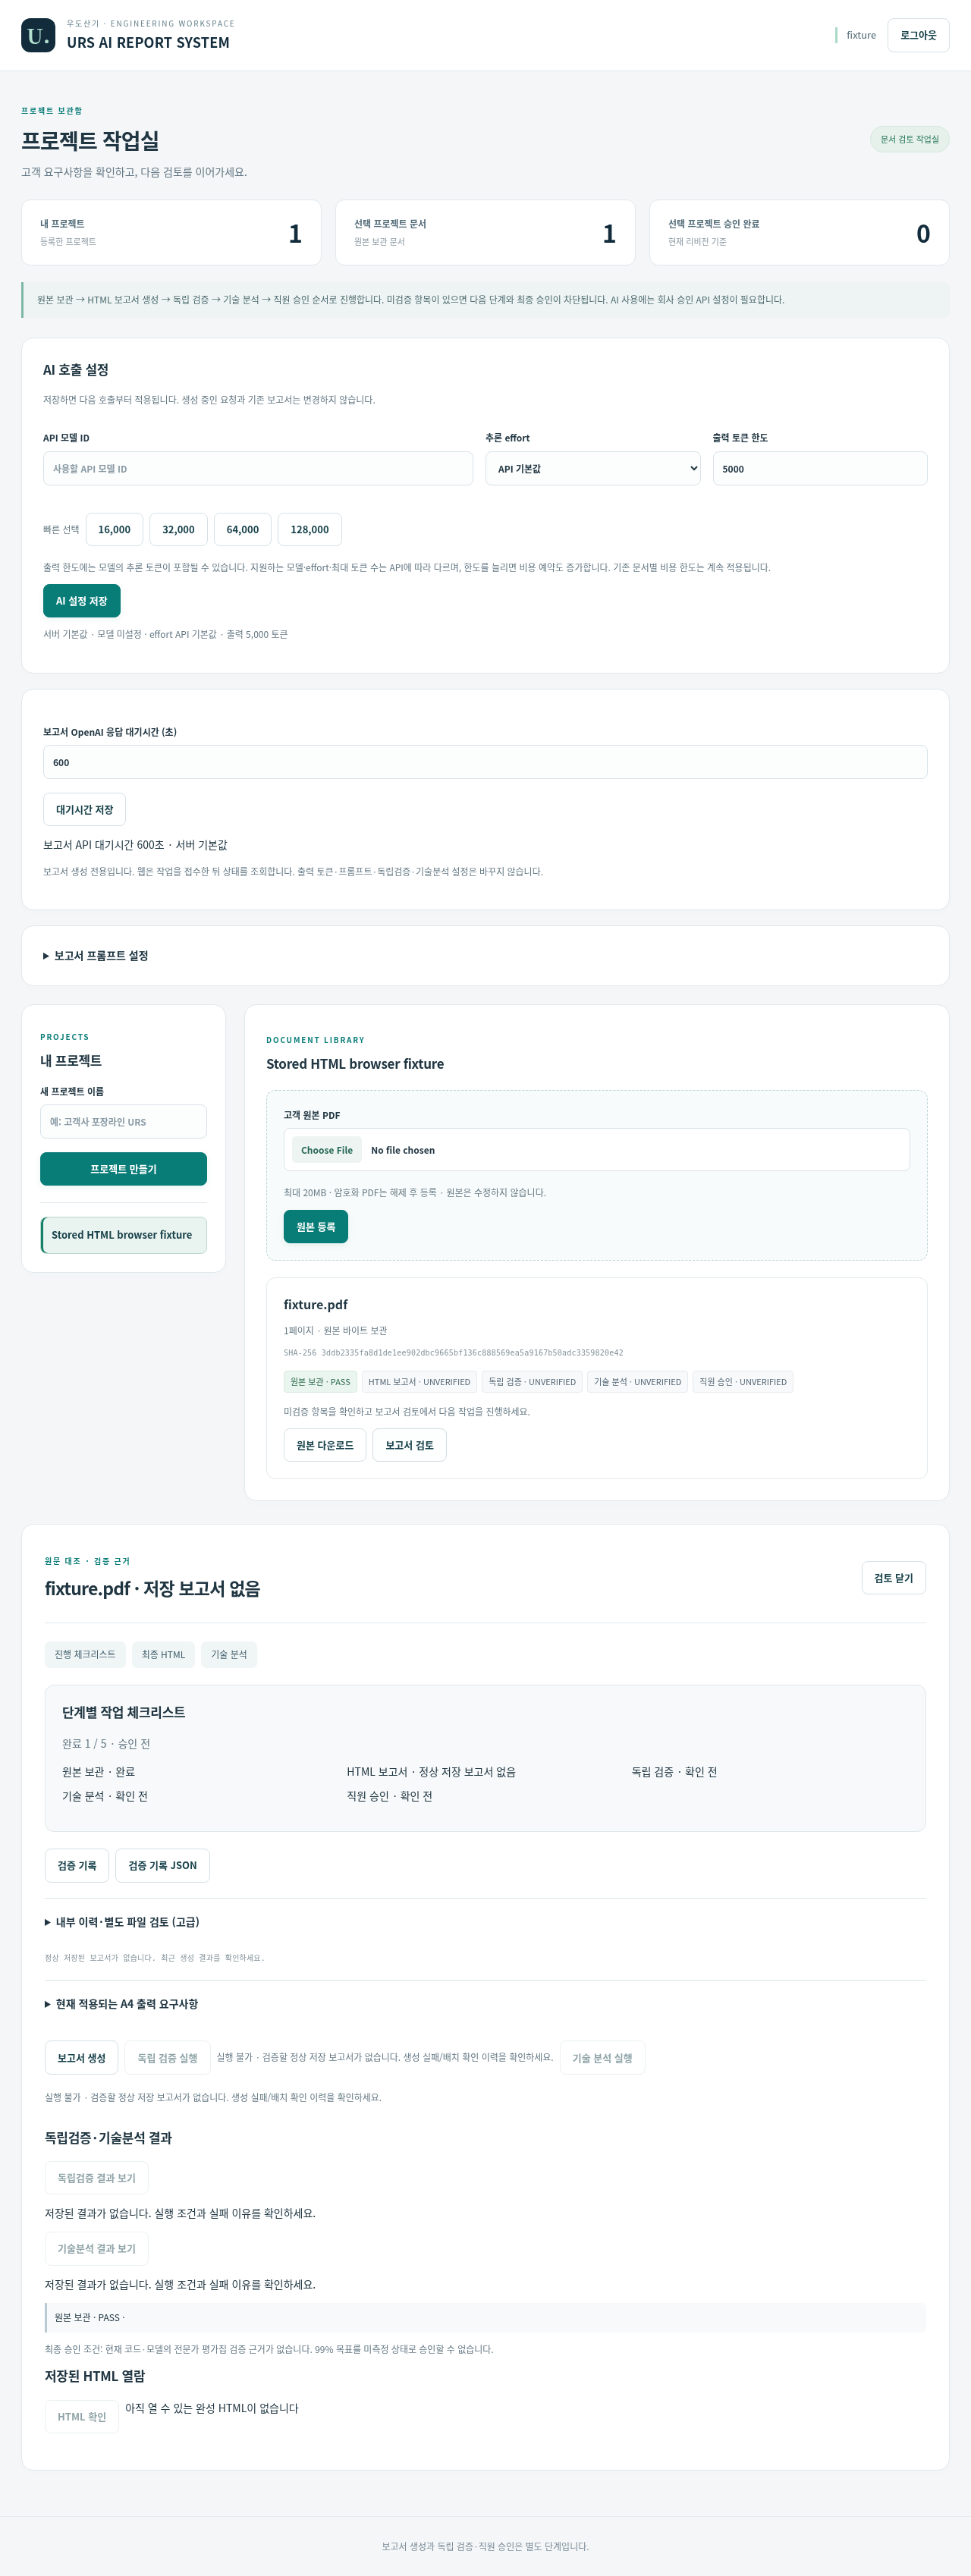 U.
우도산기 · ENGINEERING WORKSPACE
URS AI REPORT SYSTEM
fixture
로그아웃
프로젝트 보관함
프로젝트 작업실
고객 요구사항을 확인하고, 다음 검토를 이어가세요.
문서 검토 작업실
내 프로젝트
등록한 프로젝트
1
선택 프로젝트 문서
원본 보관 문서
1
선택 프로젝트 승인 완료
현재 리비전 기준
0
원본 보관 → HTML 보고서 생성 → 독립 검증 → 기술 분석 → 직원 승인 순서로 진행합니다. 미검증 항목이 있으면 다음 단계와 최종 승인이 차단됩니다. AI 사용에는 회사 승인 API 설정이 필요합니다.
AI 호출 설정
저장하면 다음 호출부터 적용됩니다. 생성 중인 요청과 기존 보고서는 변경하지 않습니다.
API 모델 ID
추론 effort
출력 토큰 한도
사용할 API 모델 ID
API 기본값
5000
빠른 선택
16,000
32,000
64,000
128,000
출력 한도에는 모델의 추론 토큰이 포함될 수 있습니다. 지원하는 모델·effort·최대 토큰 수는 API에 따라 다르며, 한도를 늘리면 비용 예약도 증가합니다. 기존 문서별 비용 한도는 계속 적용됩니다.
AI 설정 저장
서버 기본값 · 모델 미설정 · effort API 기본값 · 출력 5,000 토큰
보고서 OpenAI 응답 대기시간 (초)
600
대기시간 저장
보고서 API 대기시간 600초 · 서버 기본값
보고서 생성 전용입니다. 웹은 작업을 접수한 뒤 상태를 조회합니다. 출력 토큰·프롬프트·독립검증·기술분석 설정은 바꾸지 않습니다.
▶ 보고서 프롬프트 설정
PROJECTS
내 프로젝트
새 프로젝트 이름
예: 고객사 포장라인 URS
프로젝트 만들기
Stored HTML browser fixture
DOCUMENT LIBRARY
Stored HTML browser fixture
고객 원본 PDF
Choose File
No file chosen
최대 20MB · 암호화 PDF는 해제 후 등록 · 원본은 수정하지 않습니다.
원본 등록
fixture.pdf
1페이지 · 원본 바이트 보관
SHA-256 3ddb2335fa8d1de1ee902dbc9665bf136c888569ea5a9167b50adc3359820e42
원본 보관 · PASS
HTML 보고서 · UNVERIFIED
독립 검증 · UNVERIFIED
기술 분석 · UNVERIFIED
직원 승인 · UNVERIFIED
미검증 항목을 확인하고 보고서 검토에서 다음 작업을 진행하세요.
원본 다운로드
보고서 검토
원문 대조 · 검증 근거
fixture.pdf · 저장 보고서 없음
검토 닫기
진행 체크리스트
최종 HTML
기술 분석
단계별 작업 체크리스트
완료 1 / 5 · 승인 전
원본 보관 · 완료
HTML 보고서 · 정상 저장 보고서 없음
독립 검증 · 확인 전
기술 분석 · 확인 전
직원 승인 · 확인 전
검증 기록
검증 기록 JSON
▶ 내부 이력·별도 파일 검토 (고급)
정상 저장된 보고서가 없습니다. 최근 생성 결과를 확인하세요.
▶ 현재 적용되는 A4 출력 요구사항
보고서 생성
독립 검증 실행
실행 불가 · 검증할 정상 저장 보고서가 없습니다. 생성 실패/배치 확인 이력을 확인하세요.
기술 분석 실행
실행 불가 · 검증할 정상 저장 보고서가 없습니다. 생성 실패/배치 확인 이력을 확인하세요.
독립검증·기술분석 결과
독립검증 결과 보기
저장된 결과가 없습니다. 실행 조건과 실패 이유를 확인하세요.
기술분석 결과 보기
저장된 결과가 없습니다. 실행 조건과 실패 이유를 확인하세요.
원본 보관 · PASS ·
최종 승인 조건: 현재 코드·모델의 전문가 평가집 검증 근거가 없습니다. 99% 목표를 미측정 상태로 승인할 수 없습니다.
저장된 HTML 열람
HTML 확인
아직 열 수 있는 완성 HTML이 없습니다
보고서 생성과 독립 검증·직원 승인은 별도 단계입니다.